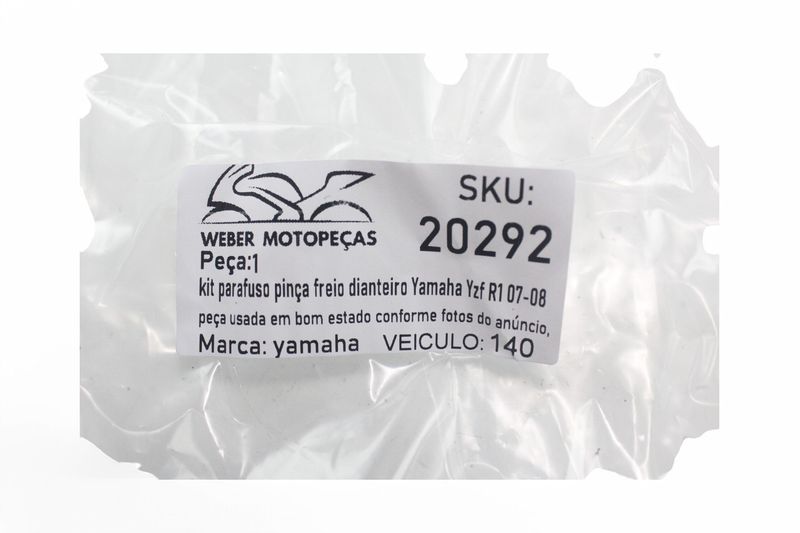 SKU:
20292
WEBER MOTOPEÇAS
Peça:1
kit parafuso pinça freio dianteiro Yamaha Yzf R1 07-08
peça usada em bom estado conforme fotos do anúncio,
Marca: yamaha VEICULO: 140